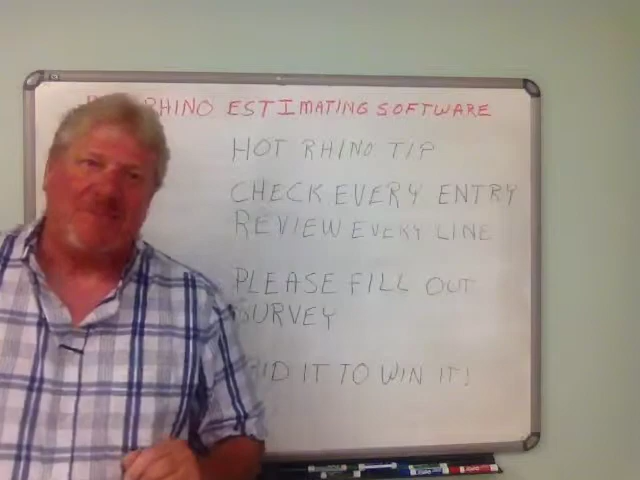 RHINO ESTIMATING SOFTWARE
HOT RHINO TIP
CHECK EVERY ENTRY
REVIEW EVERY LINE
PLEASE FILL OUT
SURVEY
BID IT TO WIN IT!